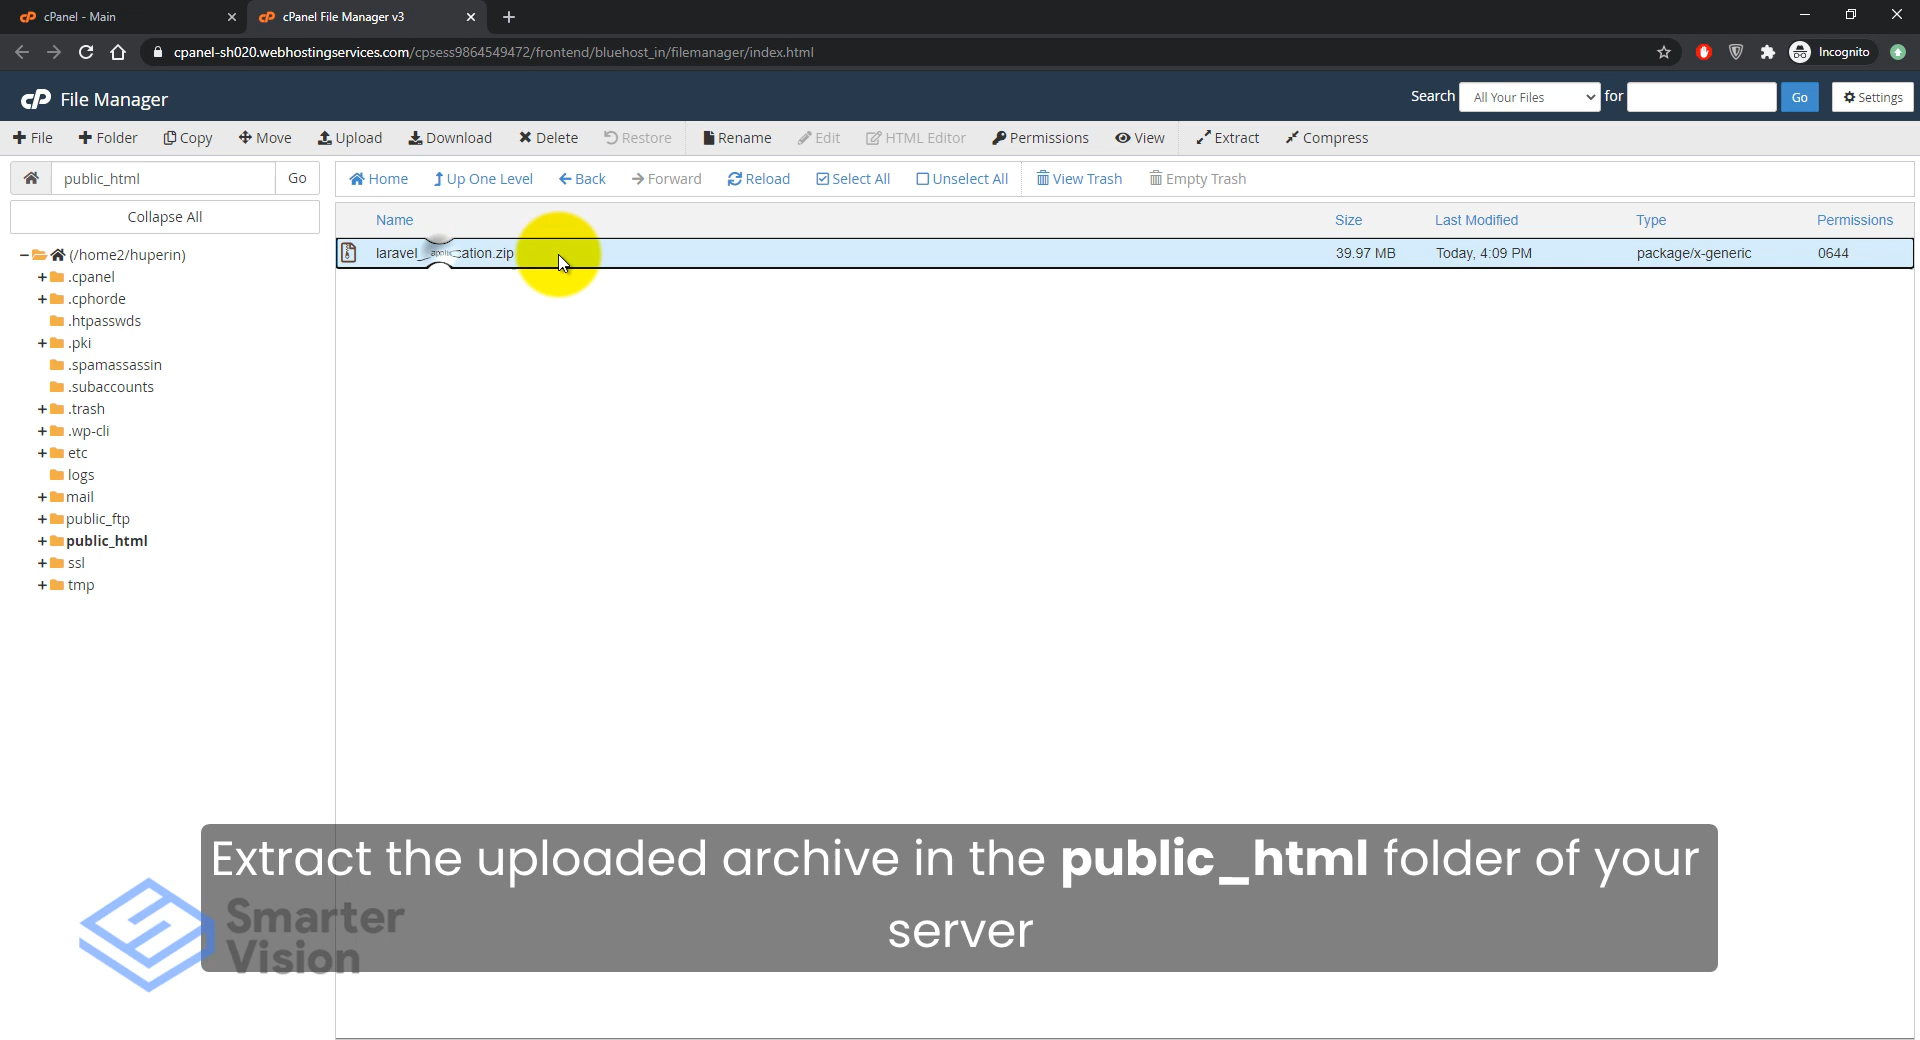 cPanel - Main
cPanel File Manager v3
cpanel-sh020.webhostingservices.com/cpsess9864549472/frontend/bluehost_in/filemanager/index.html
Incognito
cP File Manager
Search All Your Files for Go Settings
File Folder Copy Move Upload Download Delete Restore Rename Edit HTML Editor Permissions View Extract Compress
public_html Go
Home Up One Level Back Forward Reload Select All Unselect All View Trash Empty Trash
Collapse All
Name Size Last Modified Type Permissions
laravel_application.zip 39.97 MB Today, 4:09 PM package/x-generic 0644
(/home2/huperin)
.cpanel
.cphorde
.htpasswds
.pki
.spamassassin
.subaccounts
.trash
.wp-cli
etc
logs
mail
public_ftp
public_html
ssl
tmp
Extract the uploaded archive in the public_html folder of your
server
Smarter
Vision